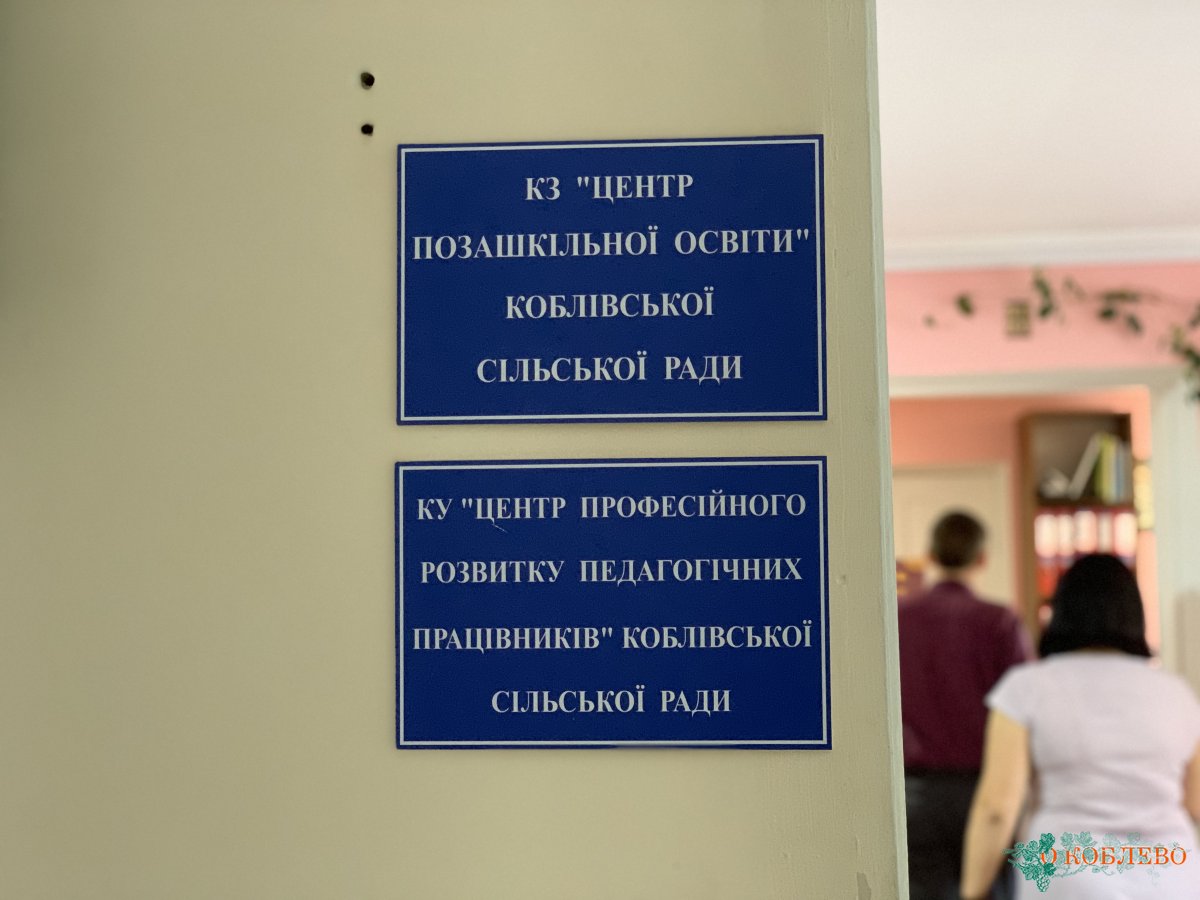 КЗ "ЦЕНТР
ПОЗАШКІЛЬНОЇ ОСВІТИ"
КОБЛІВСЬКОЇ
СІЛЬСЬКОЇ РАДИ
КУ "ЦЕНТР ПРОФЕСІЙНОГО
РОЗВИТКУ ПЕДАГОГІЧНИХ
ПРАЦІВНИКІВ" КОБЛІВСЬКОЇ
СІЛЬСЬКОЇ РАДИ
О КОБЛЕВО